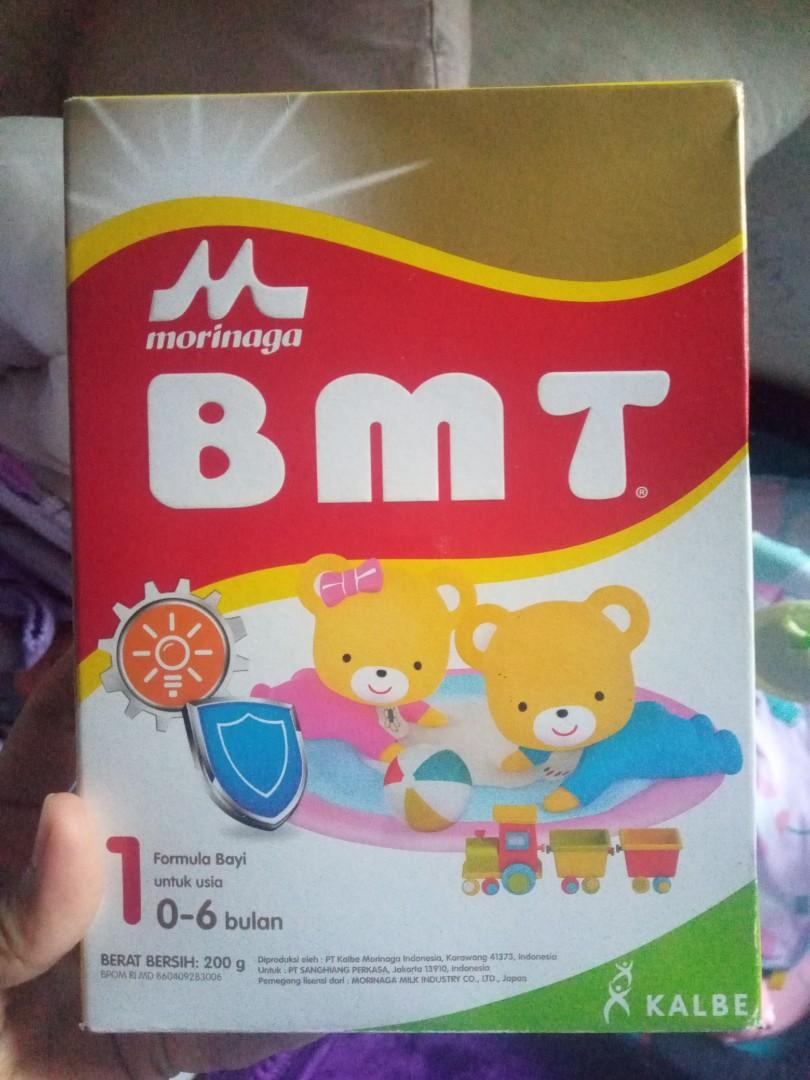 morinaga
BMT®
1
Formula Bayi
untuk usia
0-6 bulan
BERAT BERSIH: 200 g
BPOM RI MD 860409283006
Diproduksi oleh : PT Kalbe Morinaga Indonesia, Karawang 41373, Indonesia
Untuk : PT SANGHIANG PERKASA, Jakarta 13910, Indonesia
Pemegang lisensi dari : MORINAGA MILK INDUSTRY CO., LTD., Japan
KALBE